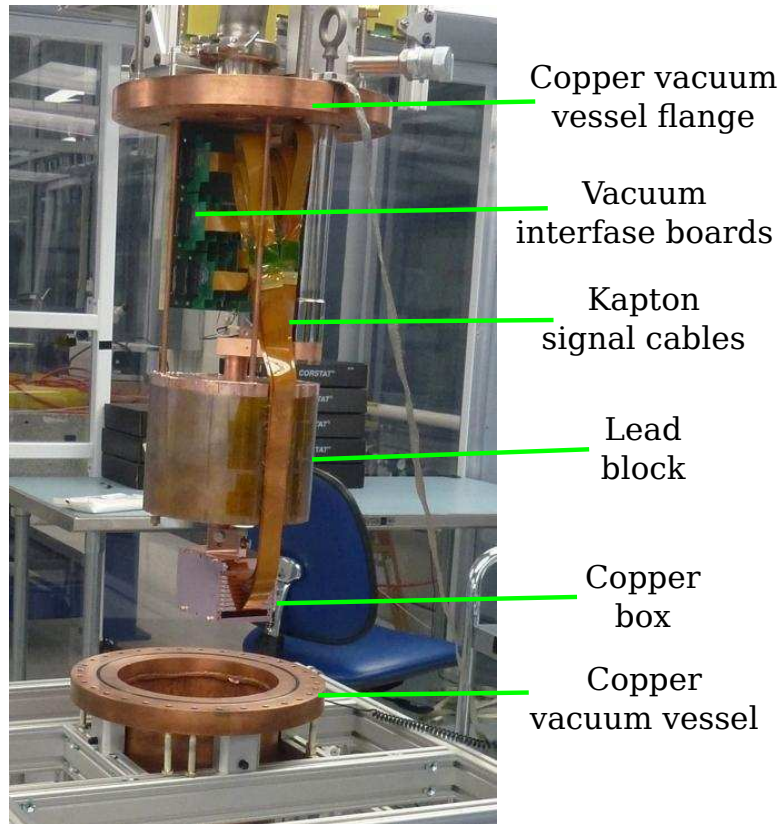 Copper vacuum
vessel flange
Vacuum
interfase boards
Kapton
signal cables
CORSTAT
Lead
block
Copper
box
Copper
vacuum vessel